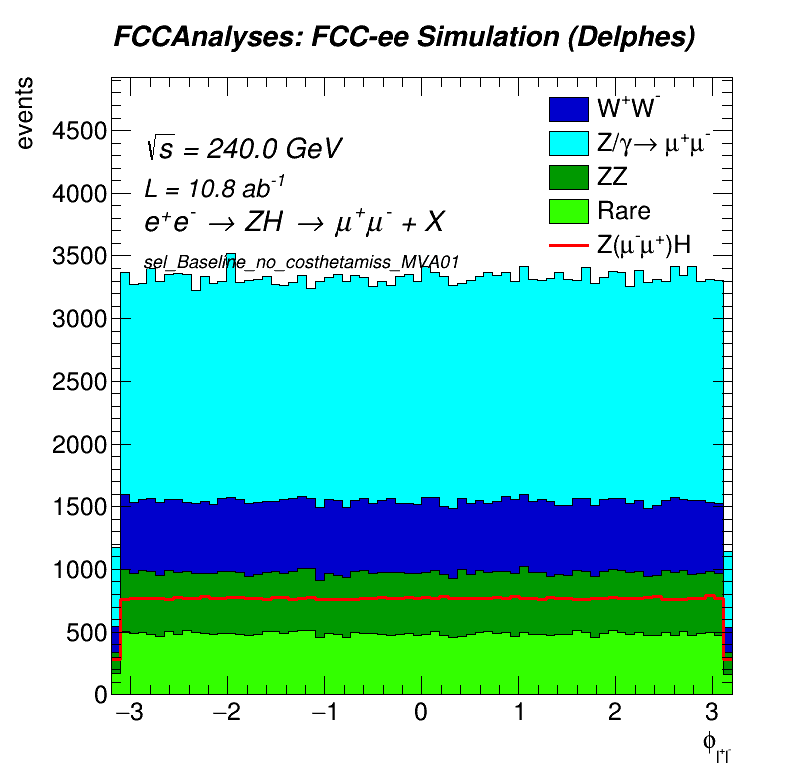 FCCAnalyses: FCC-ee Simulation (Delphes)
events
√s = 240.0 GeV
L = 10.8 ab⁻¹
e⁺e⁻ → ZH → μ⁺μ⁻ + X
sel_Baseline_no_costhetamiss_MVA01
W⁺W⁻
Z/γ→ μ⁺μ⁻
ZZ
Rare
Z(μ⁻μ⁺)H
4500
4000
3500
3000
2500
2000
1500
1000
500
0
−3 −2 −1 0 1 2 3
ϕ_l⁺l⁻